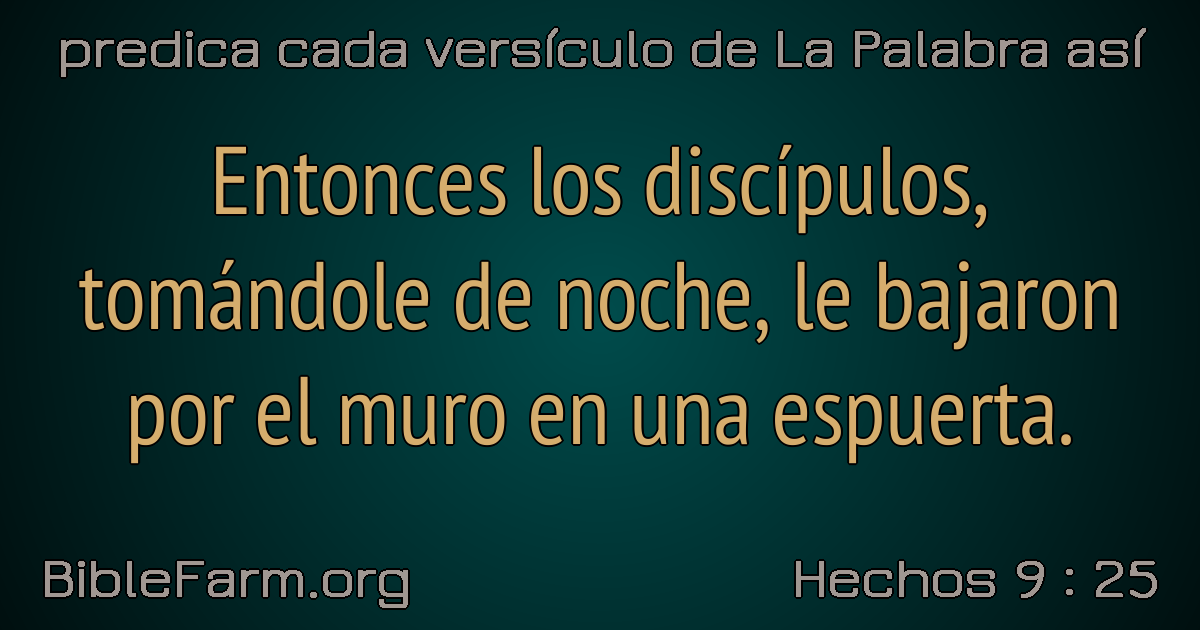 predica cada versículo de La Palabra así
Entonces los discípulos,
tomándole de noche, le bajaron
por el muro en una espuerta.
BibleFarm.org
Hechos 9 : 25